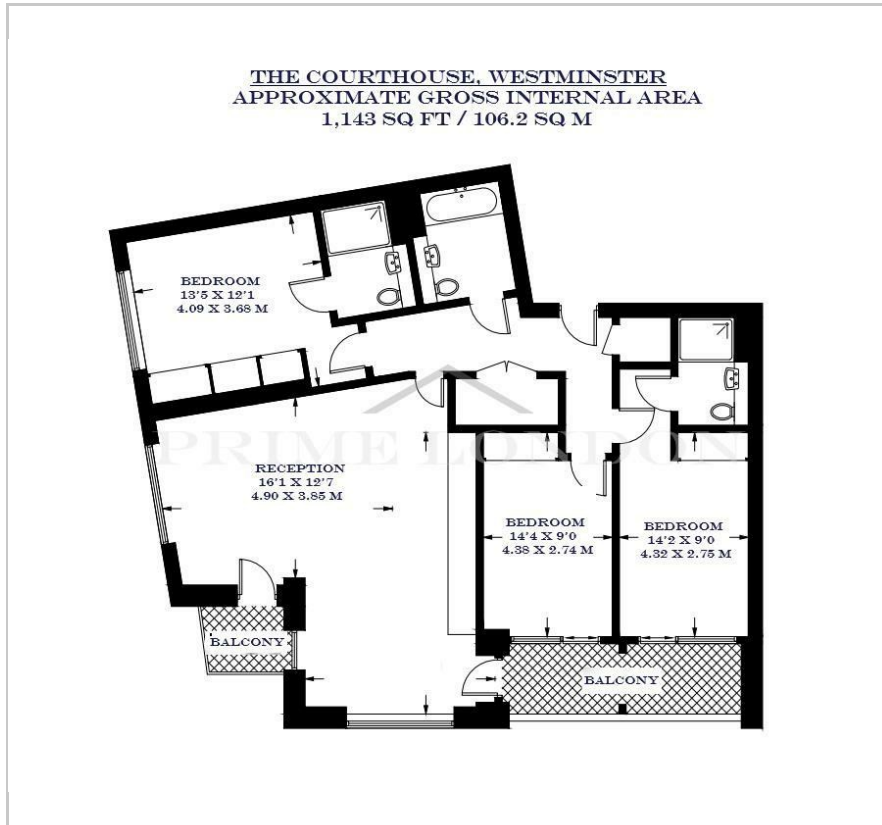 THE COURTHOUSE, WESTMINSTER
APPROXIMATE GROSS INTERNAL AREA
1,143 SQ FT / 106.2 SQ M
BEDROOM
13'5 X 12'1
4.09 X 3.68 M
PRIME LONDON
RECEPTION
16'1 X 12'7
4.90 X 3.85 M
BEDROOM
14'4 X 9'0
4.38 X 2.74 M
BEDROOM
14'2 X 9'0
4.32 X 2.75 M
BALCONY
BALCONY